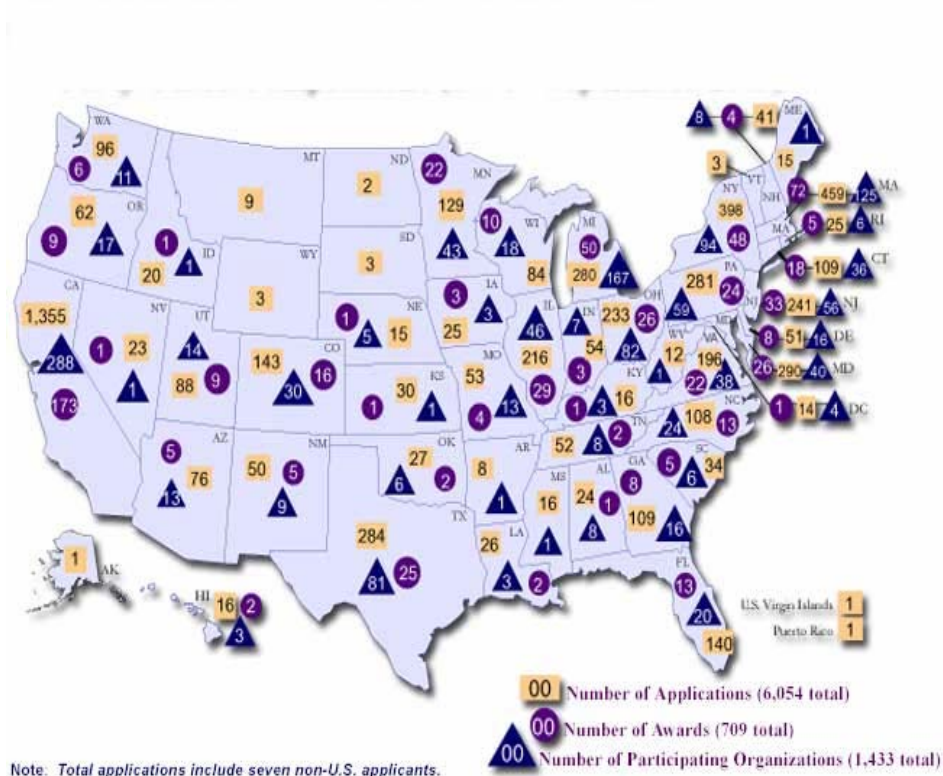 8 4 41 ME
1
WA
96
6 11
3
15
MT
ND
22
MN
VT
NH
72 459 125 MA
9
2
129
NY
398
62
OR
9 17
1
ID
1
20
10
WI
18
MI
50
280 167
94 48
MA
5 25 6 RI
SD
3
43
84
18 109 36 CT
WY
3
PA
281
24
59
NJ
33 241 56 NJ
CA
1,355
288
173
NV
1 23
1
UT
14
88 9
NE
1
5 15
IA
3
3
25
IL
46
216
29
IN
7
54
3
OH
233
26
82
MD
8 51 16 DE
26 290 40 MD
1 14 4 DC
CO
143
16
30
KS
30
1 1
MO
53
4 13
KY
1 3 16
WV
12
1
VA
196
22 38
AZ
5
76
13
NM
50 5
9
OK
27
6 2
AR
8
1
TN
52 8 2
NC
108
24 13
SC
5
34
6
TX
284
81 25
LA
26
3 2
MS
16
1
AL
24
1
8
GA
8
109
16
FL
13
20
140
1
AK
HI
16 2
3
U.S. Virgin Islands 1
Puerto Rico 1
00 Number of Applications (6,054 total)
00 Number of Awards (709 total)
00 Number of Participating Organizations (1,433 total)
Note: Total applications include seven non-U.S. applicants.